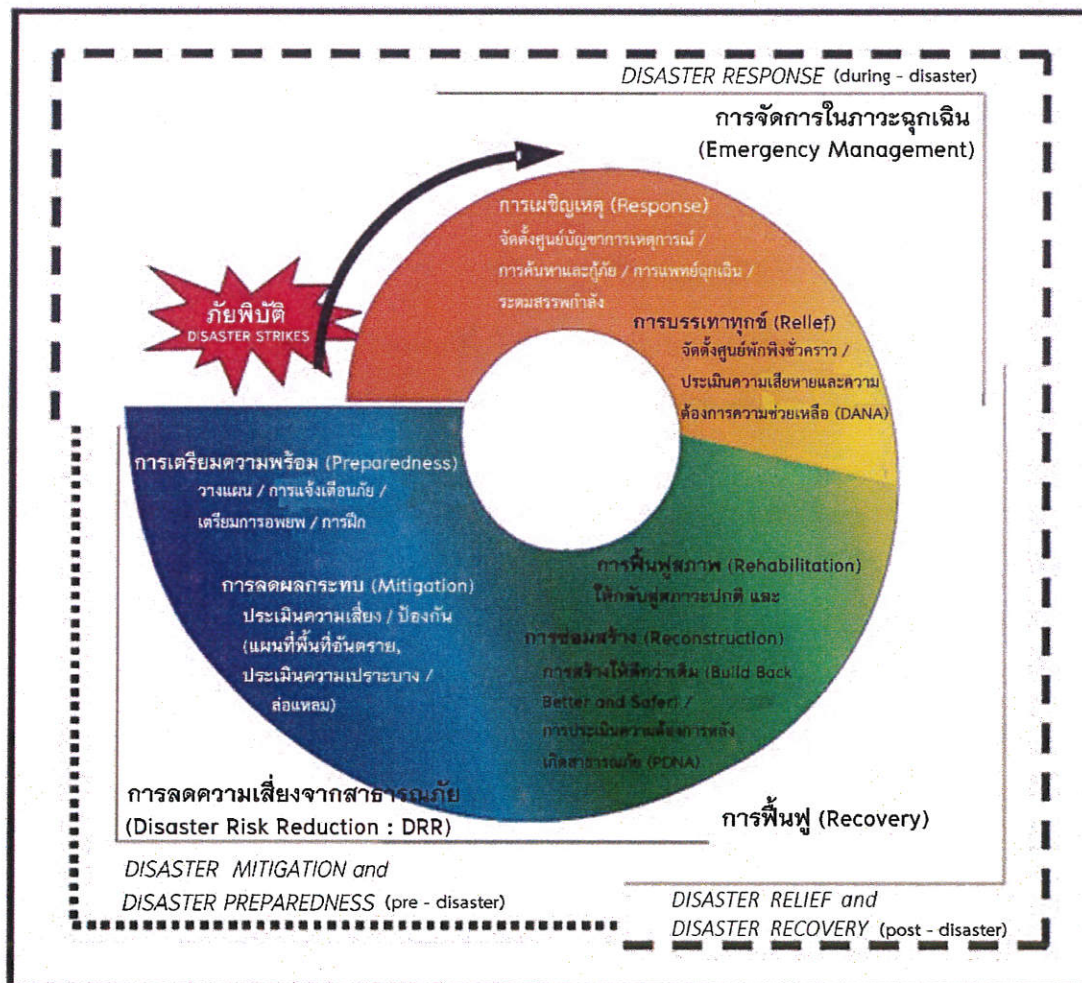 DISASTER RESPONSE (during - disaster)
การจัดการในภาวะฉุกเฉิน
(Emergency Management)
การเผชิญเหตุ (Response)
จัดตั้งศูนย์บัญชาการเหตุการณ์ /
การค้นหาและกู้ภัย / การแพทย์ฉุกเฉิน /
ระดมสรรพกำลัง
ภัยพิบัติ
DISASTER STRIKES
การบรรเทาทุกข์ (Relief)
จัดตั้งศูนย์พักพิงชั่วคราว /
ประเมินความเสียหายและความ
ต้องการความช่วยเหลือ (DANA)
การเตรียมความพร้อม (Preparedness)
วางแผน / การแจ้งเตือนภัย /
เตรียมการอพยพ / การฝึก
การลดผลกระทบ (Mitigation)
ประเมินความเสี่ยง / ป้องกัน
(แผนที่พื้นที่อันตราย,
ประเมินความเปราะบาง /
ล่อแหลม)
การฟื้นฟูสภาพ (Rehabilitation)
ให้กลับสู่สภาวะปกติ และ
การซ่อมสร้าง (Reconstruction)
การสร้างให้ดีกว่าเดิม (Build Back
Better and Safer) /
การประเมินความต้องการหลัง
เกิดสาธารณภัย (PDNA)
การลดความเสี่ยงจากสาธารณภัย
(Disaster Risk Reduction : DRR)
การฟื้นฟู (Recovery)
DISASTER MITIGATION and
DISASTER PREPAREDNESS (pre - disaster)
DISASTER RELIEF and
DISASTER RECOVERY (post - disaster)